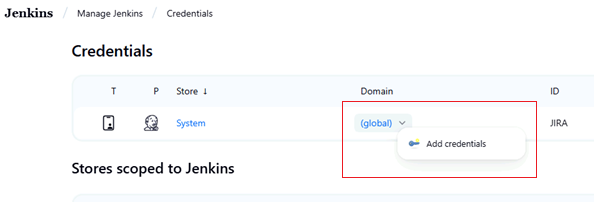 Jenkins / Manage Jenkins / Credentials
Credentials
T P Store ↓ Domain ID
System (global) JIRA
Add credentials
Stores scoped to Jenkins